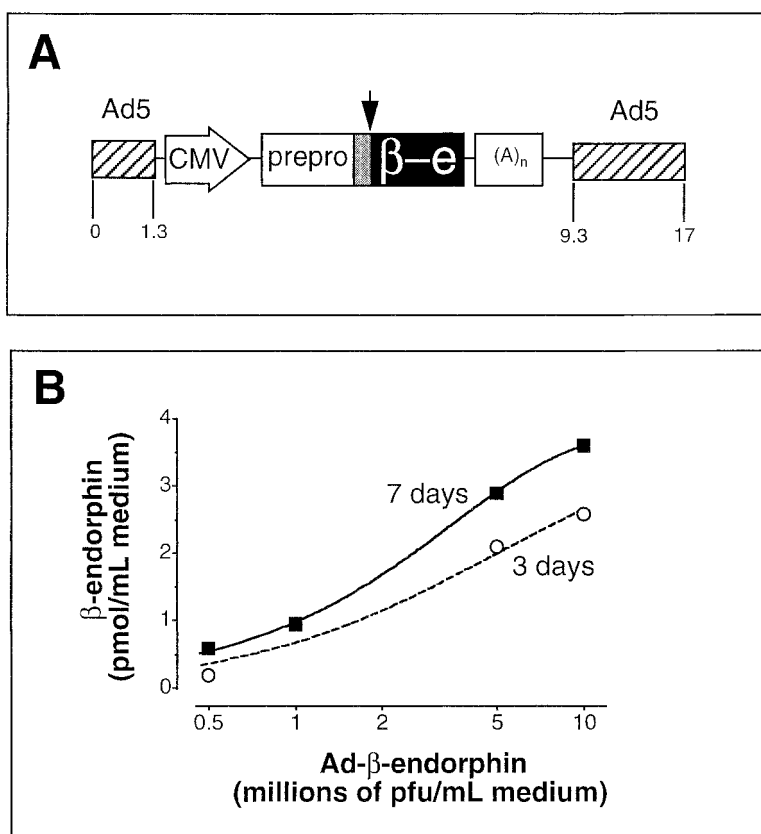 A
Ad5
Ad5
CMV
prepro
β–e
(A)n
0
1.3
9.3
17
B
β-endorphin
(pmol/mL medium)
4
3
2
1
0
7 days
3 days
0.5
1
2
5
10
Ad-β-endorphin
(millions of pfu/mL medium)